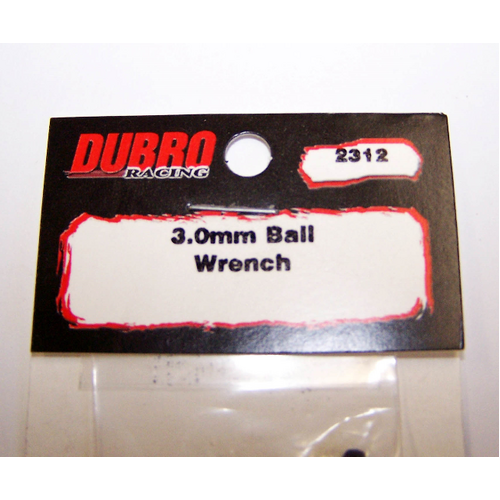 DUBRO
RACING
2312
3.0mm Ball
Wrench